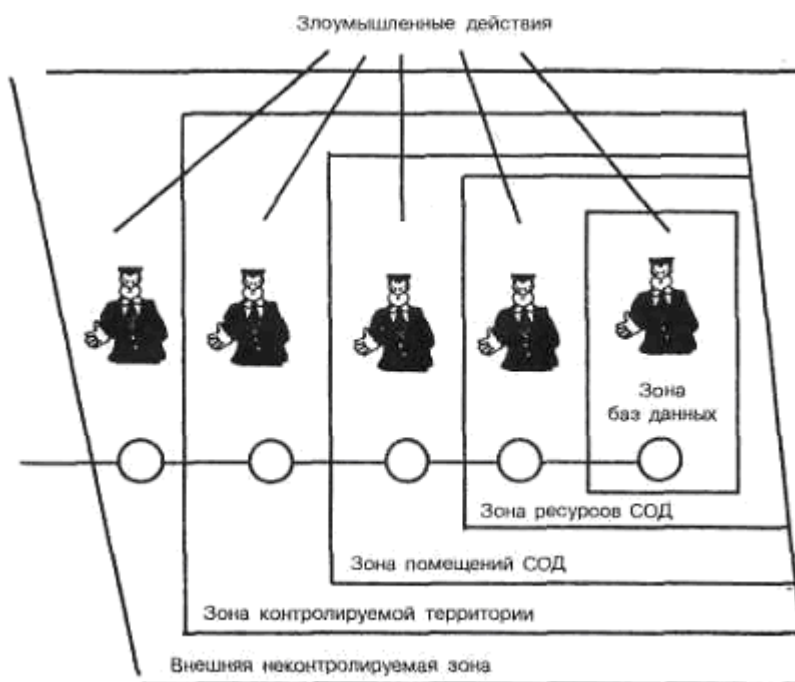 Злоумышленные действия
Зона
баз данных
Зона ресурсов СОД
Зона помещений СОД
Зона контролируемой территории
Внешняя неконтролируемая зона